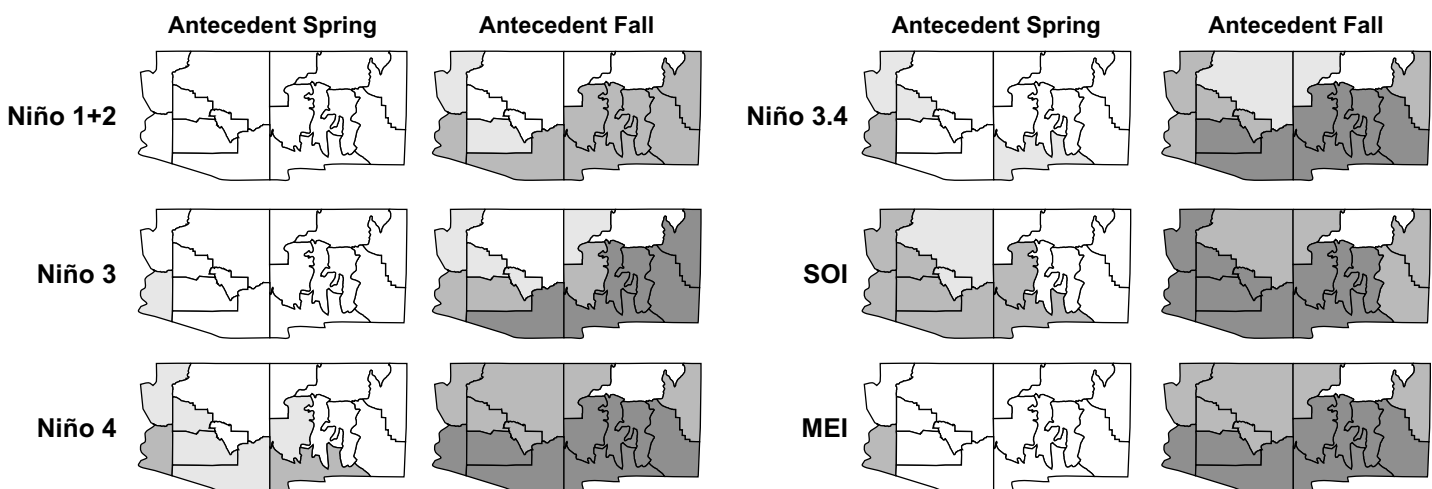 Antecedent Spring Antecedent Fall Antecedent Spring Antecedent Fall
Niño 1+2 Niño 3.4
Niño 3 SOI
Niño 4 MEI